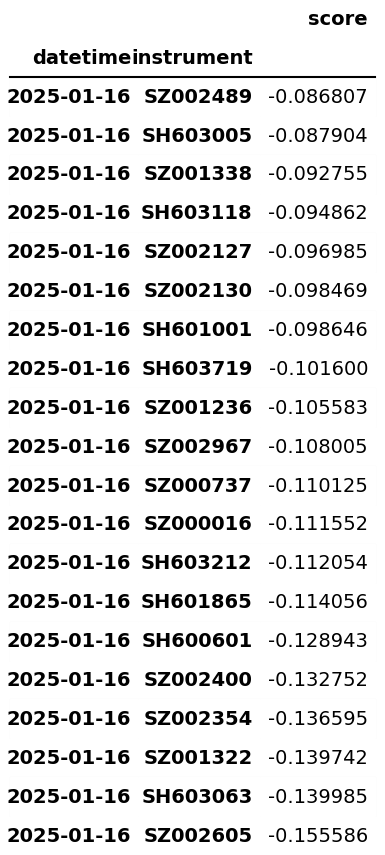 score
datetime instrument
2025-01-16 SZ002489 -0.086807
2025-01-16 SH603005 -0.087904
2025-01-16 SZ001338 -0.092755
2025-01-16 SH603118 -0.094862
2025-01-16 SZ002127 -0.096985
2025-01-16 SZ002130 -0.098469
2025-01-16 SH601001 -0.098646
2025-01-16 SH603719 -0.101600
2025-01-16 SZ001236 -0.105583
2025-01-16 SZ002967 -0.108005
2025-01-16 SZ000737 -0.110125
2025-01-16 SZ000016 -0.111552
2025-01-16 SH603212 -0.112054
2025-01-16 SH601865 -0.114056
2025-01-16 SH600601 -0.128943
2025-01-16 SZ002400 -0.132752
2025-01-16 SZ002354 -0.136595
2025-01-16 SZ001322 -0.139742
2025-01-16 SH603063 -0.139985
2025-01-16 SZ002605 -0.155586